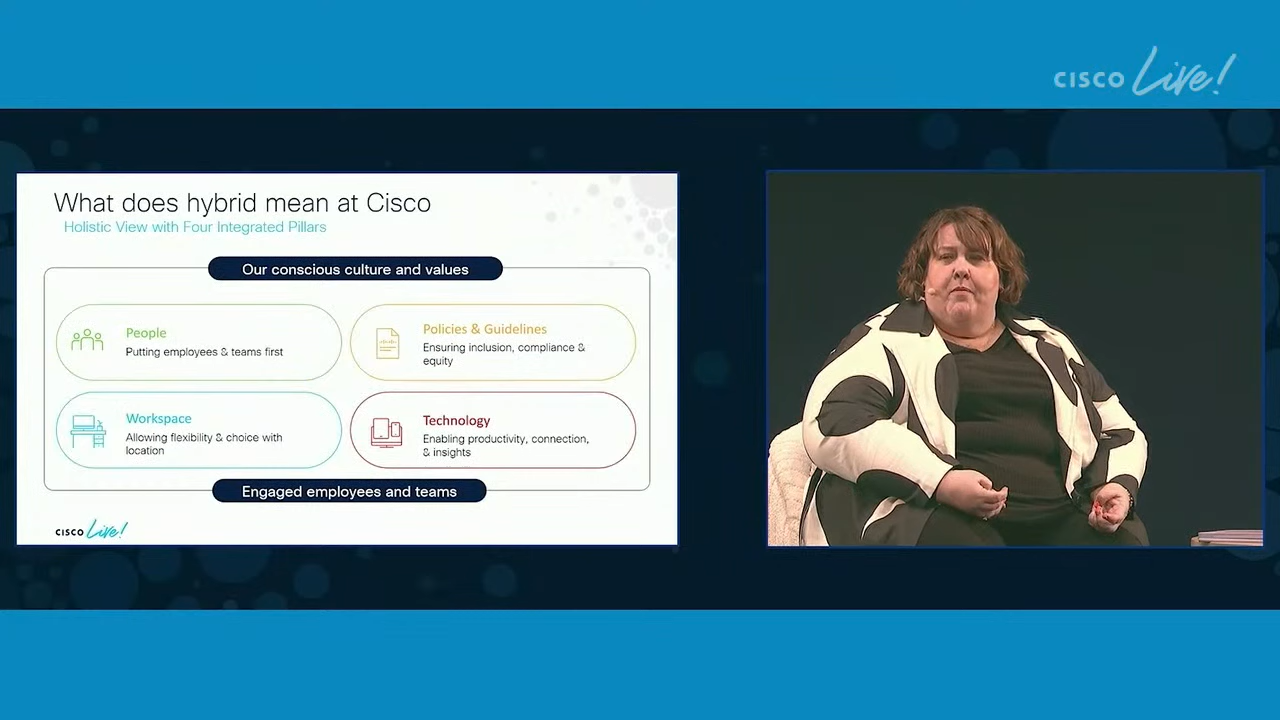 CISCO Live!
What does hybrid mean at Cisco
Holistic View with Four Integrated Pillars
Our conscious culture and values
People
Putting employees & teams first
Policies & Guidelines
Ensuring inclusion, compliance &
equity
Workspace
Allowing flexibility & choice with
location
Technology
Enabling productivity, connection,
& insights
Engaged employees and teams
CISCO Live!